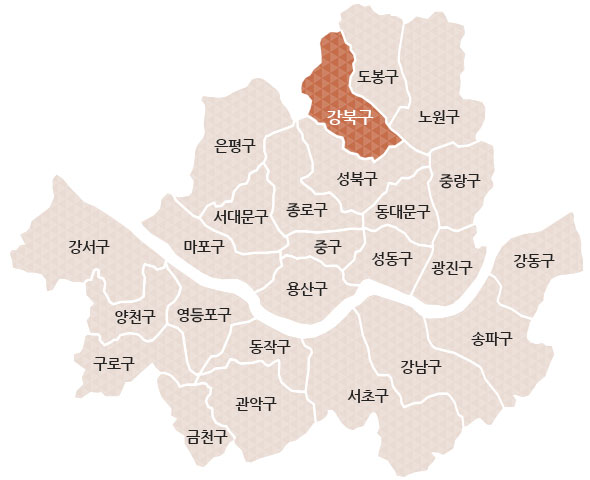 도봉구
강북구
노원구
은평구
성북구
중랑구
서대문구
종로구
동대문구
강서구
마포구
중구
성동구
광진구
강동구
용산구
양천구
영등포구
송파구
동작구
구로구
강남구
서초구
관악구
금천구